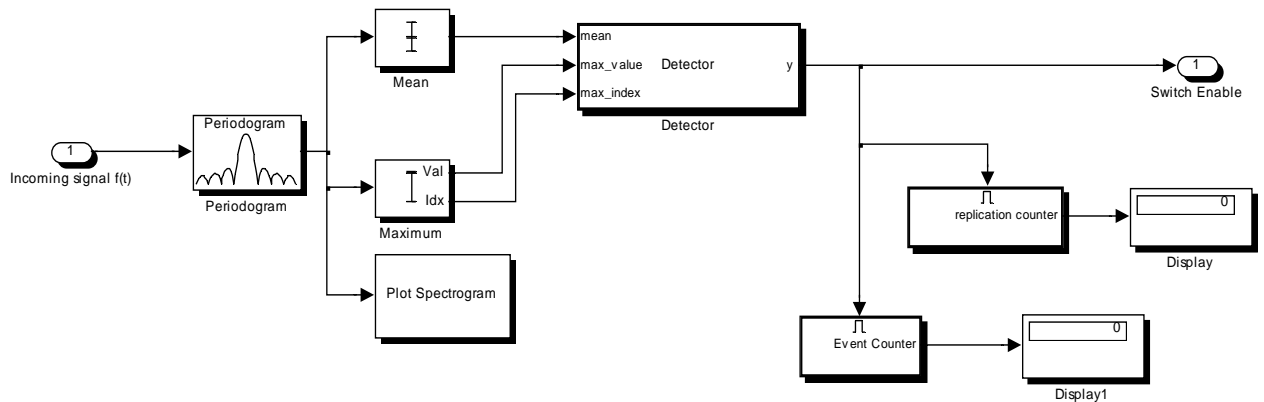 1
Incoming signal f(t)
Periodogram
Periodogram
Mean
Val
Idx
Maximum
Plot Spectrogram
mean
max_value
max_index
Detector
y
Detector
1
Switch Enable
replication counter
0
Display
Event Counter
0
Display1